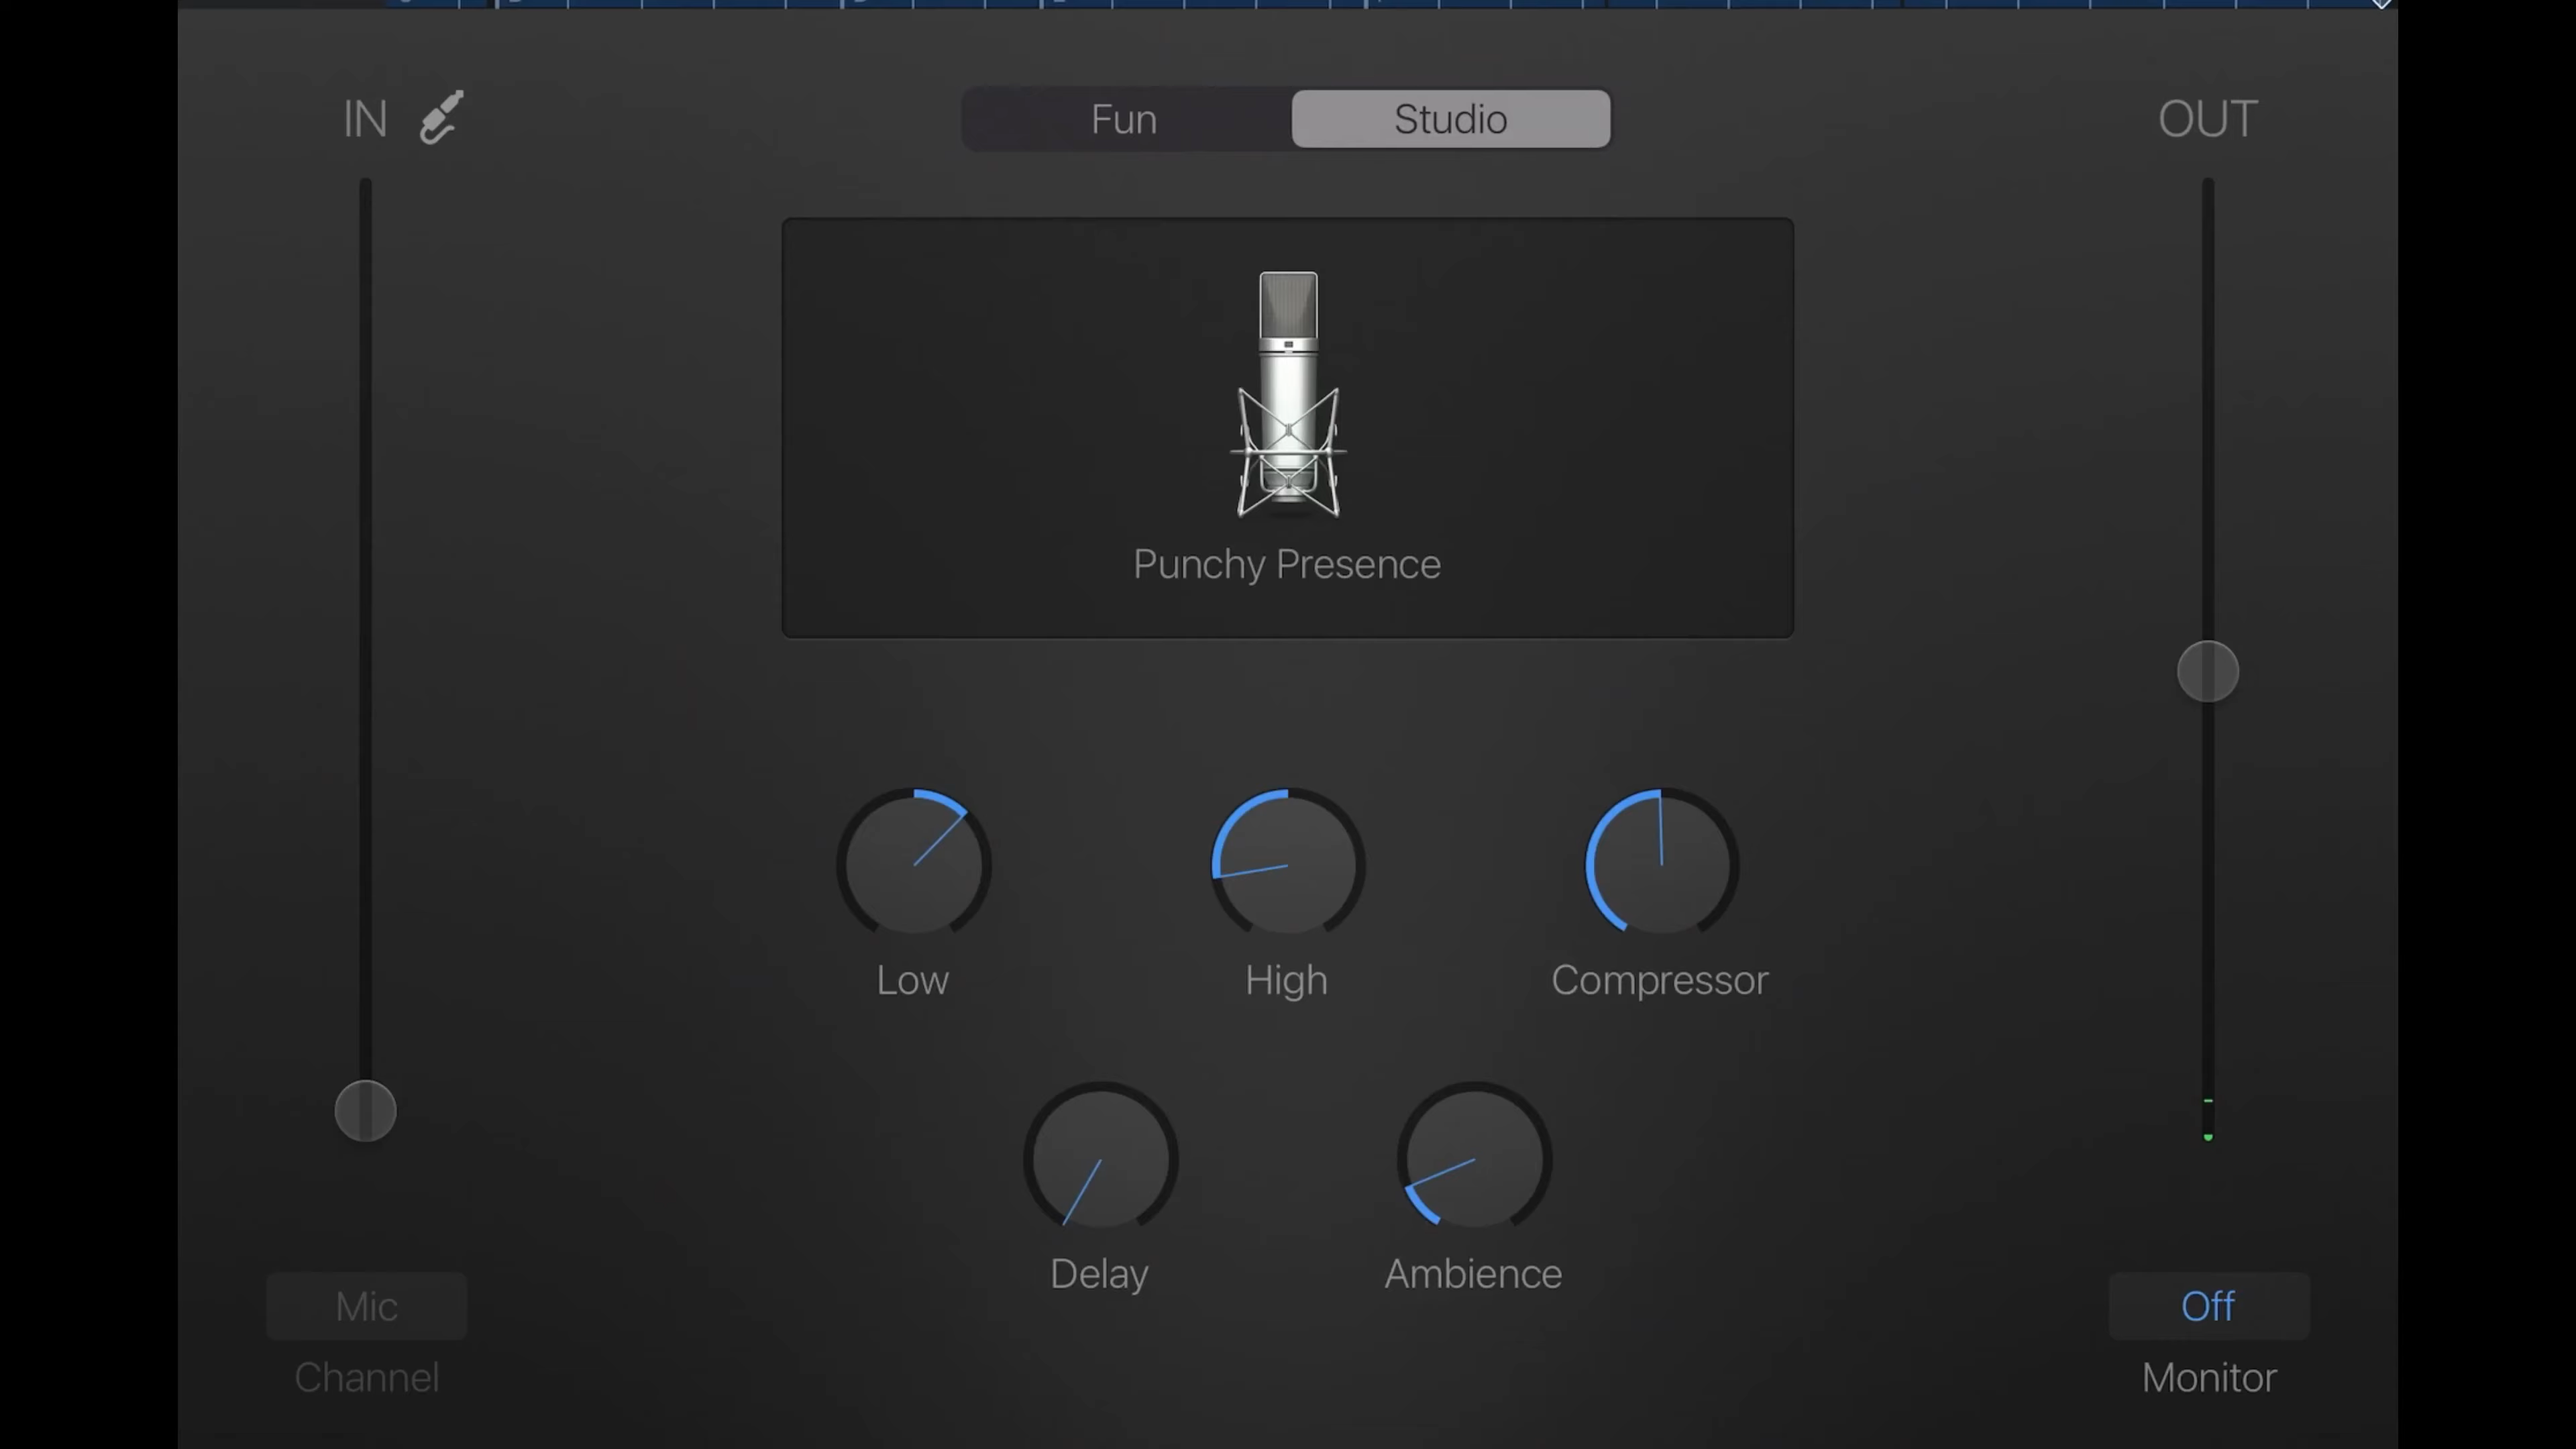 IN
Fun
Studio
OUT
Punchy Presence
Low
High
Compressor
Delay
Ambience
Mic
Channel
Off
Monitor